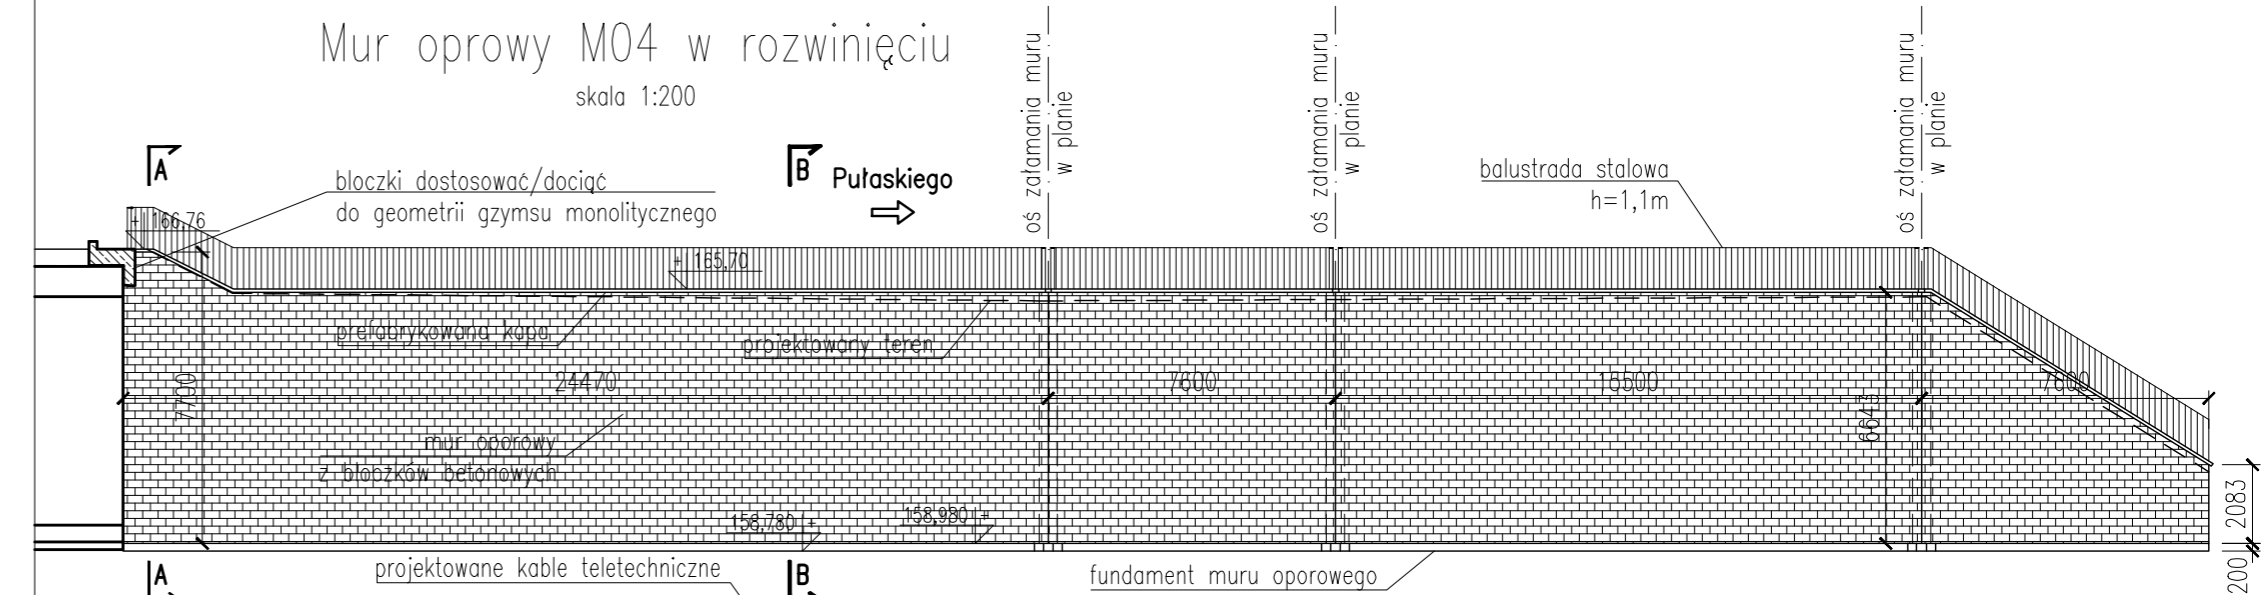 Mur oprowy M04 w rozwinięciu
skala 1:200
oś załamania muru
w planie
oś załamania muru
w planie
oś załamania muru
w planie
A
B
Pułaskiego
bloczki dostosować/dociąć
do geometrii gzymsu monolitycznego
balustrada stalowa
h=1,1m
+ 166,76
+ 165,70
prefabrykowana kapa
projektowany teren
7700
24470
7600
15500
7600
6643
mur oporowy
z bloczków betonowych
158,780 +
158,980 +
2083
200
A
projektowane kable teletechniczne
B
fundament muru oporowego